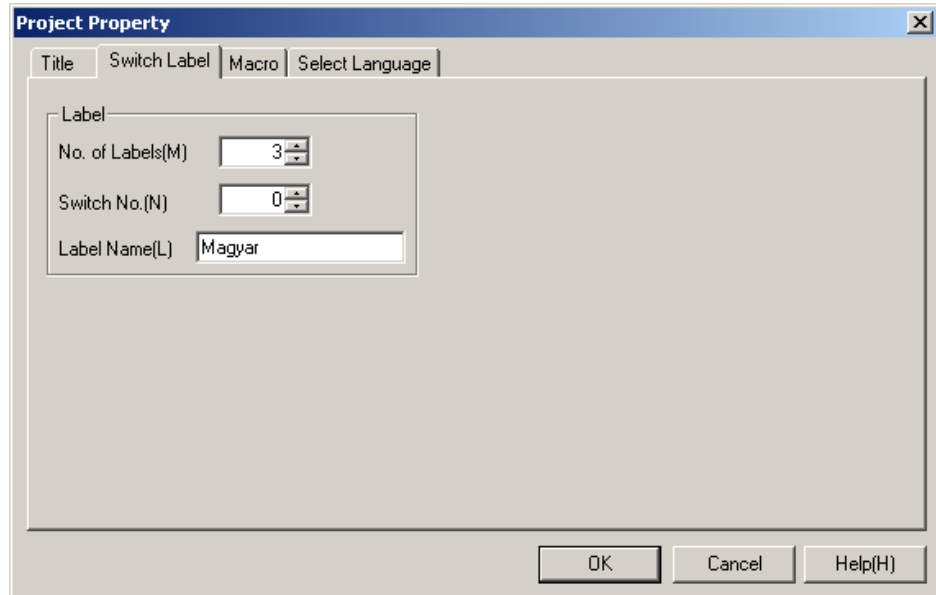 Project Property
Title Switch Label Macro Select Language
Label
No. of Labels(M) 3
Switch No.(N) 0
Label Name(L) Magyar
OK Cancel Help(H)